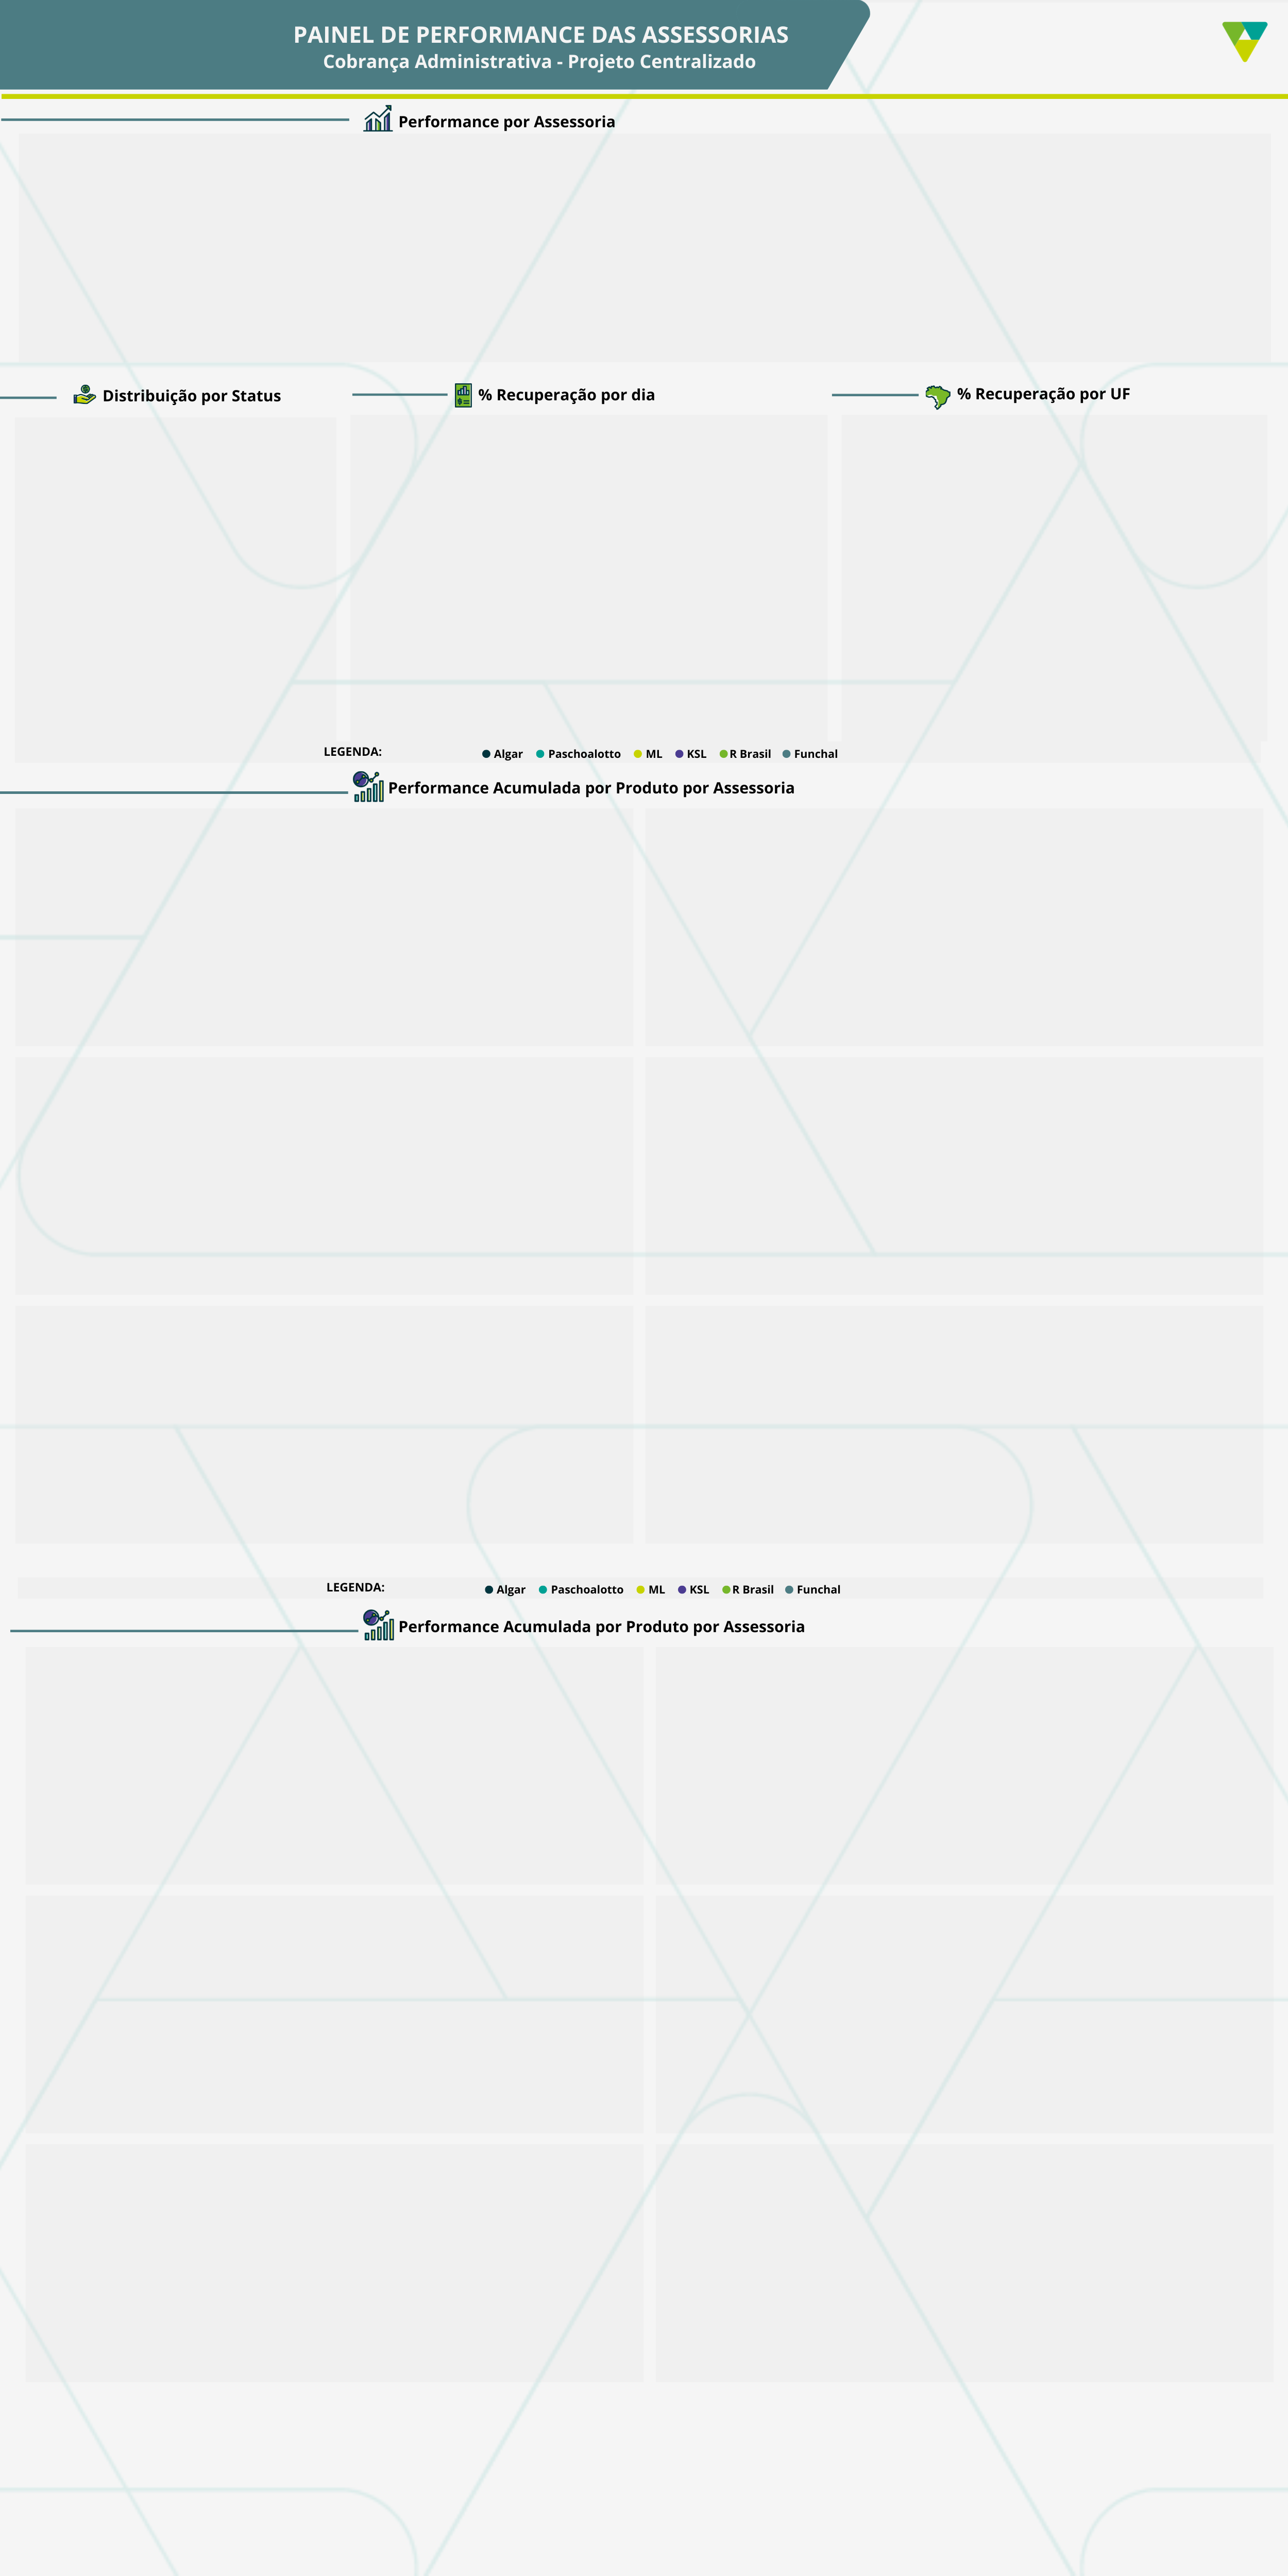 PAINEL DE PERFORMANCE DAS ASSESSORIAS
Cobrança Administrativa - Projeto Centralizado
Performance por Assessoria
Distribuição por Status
% Recuperação por dia
% Recuperação por UF
LEGENDA:
Algar
Paschoalotto
ML
KSL
R Brasil
Funchal
Performance Acumulada por Produto por Assessoria
LEGENDA:
Algar
Paschoalotto
ML
KSL
R Brasil
Funchal
Performance Acumulada por Produto por Assessoria